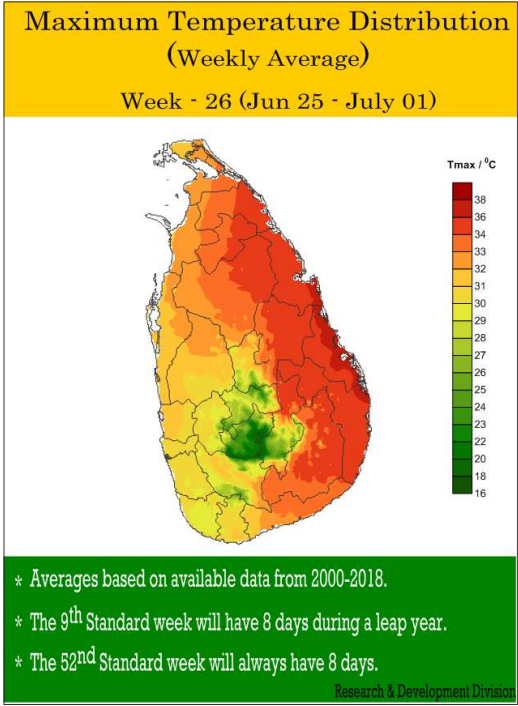 Maximum Temperature Distribution
(Weekly Average)
Week - 26 (Jun 25 - July 01)
Tmax / ⁰C
38
36
34
33
32
31
30
29
28
27
26
25
24
23
22
20
18
16
* Averages based on available data from 2000-2018.
* The 9th Standard week will have 8 days during a leap year.
* The 52nd Standard week will always have 8 days.
Research & Development Division